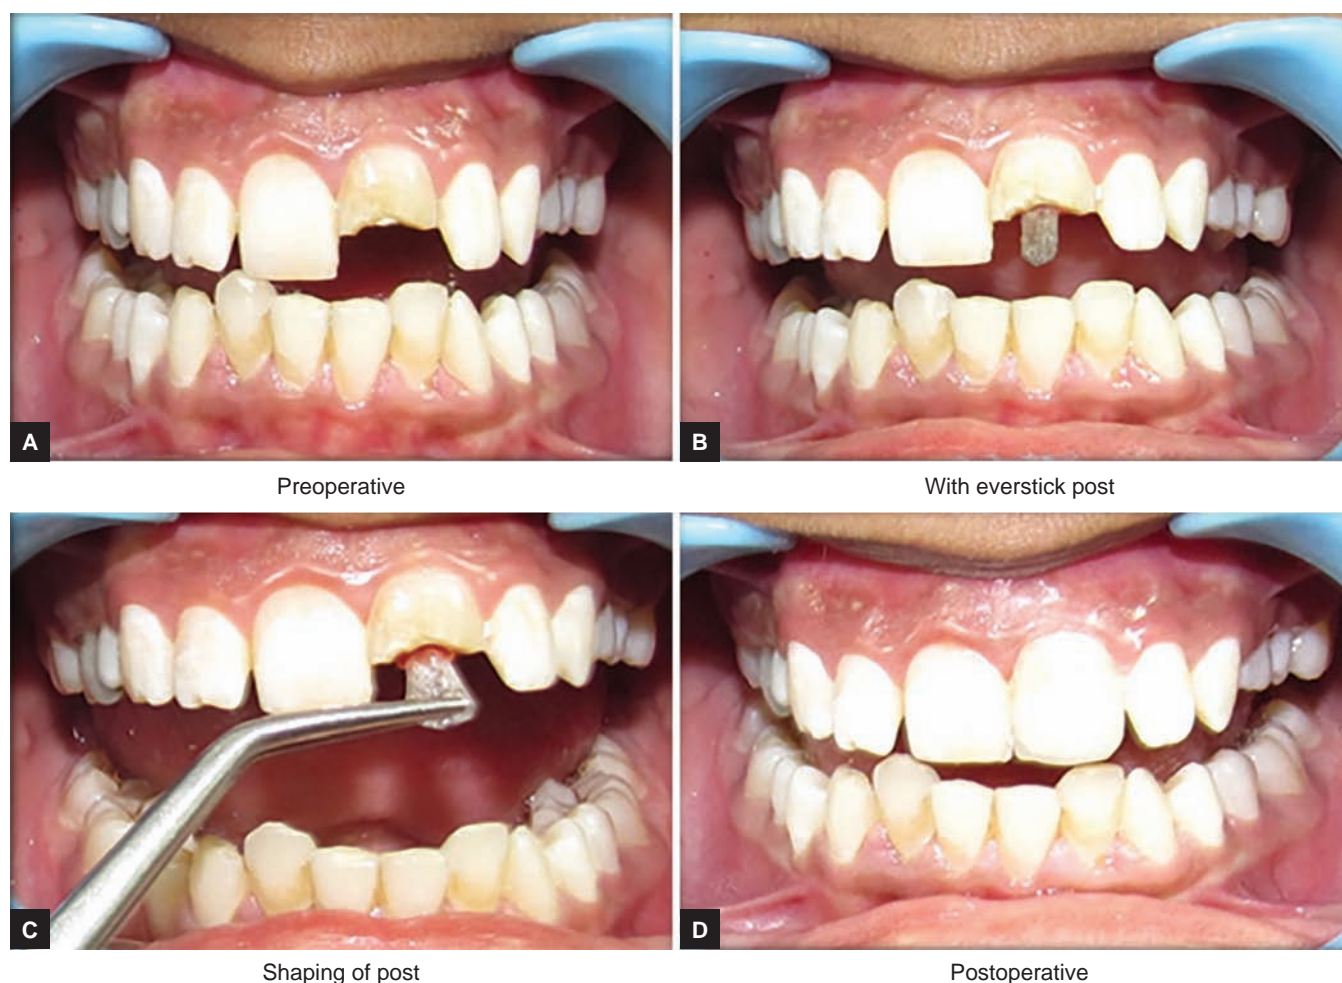 A
B
Preoperative
With everstick post
C
D
Shaping of post
Postoperative